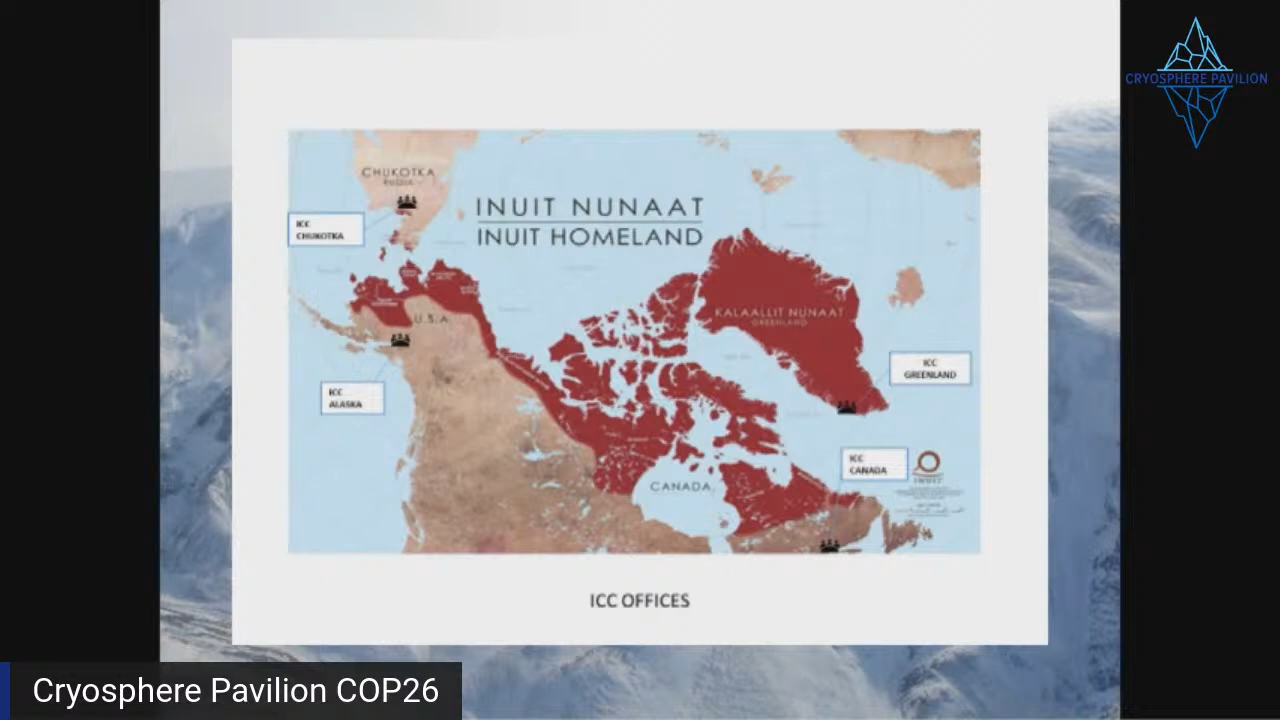 CRYOSPHERE PAVILION
CHUKOTKA
RUSSIA
ICC
CHUKOTKA
INUIT NUNAAT
INUIT HOMELAND
U.S.A.
KALAALLIT NUNAAT
GREENLAND
ICC
GREENLAND
ICC
ALASKA
ICC
CANADA
INUIT
CANADA
ICC OFFICES
Cryosphere Pavilion COP26